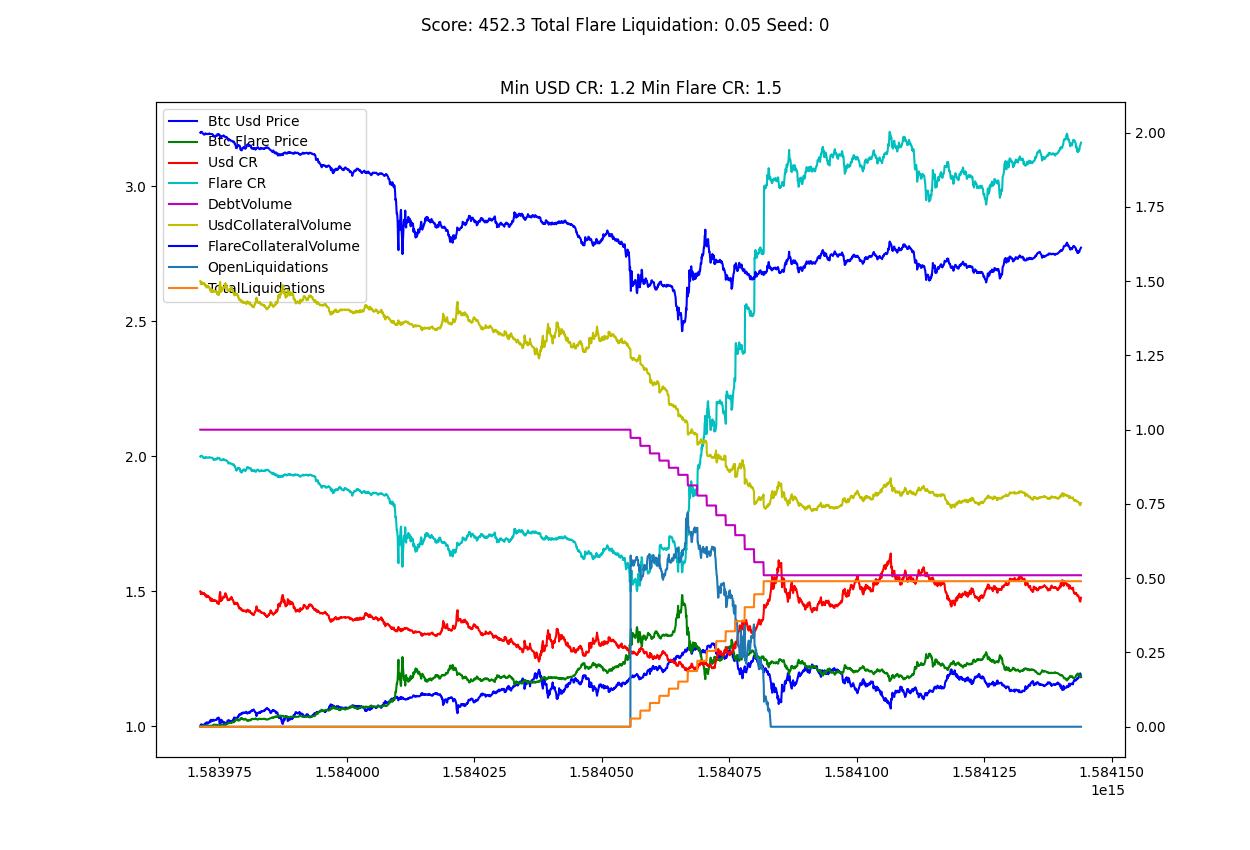 Score: 452.3 Total Flare Liquidation: 0.05 Seed: 0
Min USD CR: 1.2 Min Flare CR: 1.5
Btc Usd Price
Btc Flare Price
Usd CR
Flare CR
DebtVolume
UsdCollateralVolume
FlareCollateralVolume
OpenLiquidations
TotalLiquidations
3.0
2.5
2.0
1.5
1.0
2.00
1.75
1.50
1.25
1.00
0.75
0.50
0.25
0.00
1.583975 1.584000 1.584025 1.584050 1.584075 1.584100 1.584125 1.584150
1e15